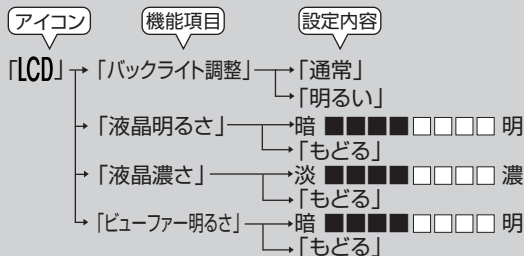 アイコン 機能項目 設定内容
「LCD」 「バックライト調整」 「通常」
「明るい」
「液晶明るさ」 暗 ■■■■□□□□ 明
「もどる」
「液晶濃さ」 淡 ■■■■□□□□ 濃
「もどる」
「ビューファー明るさ」 暗 ■■■■□□□□ 明
「もどる」